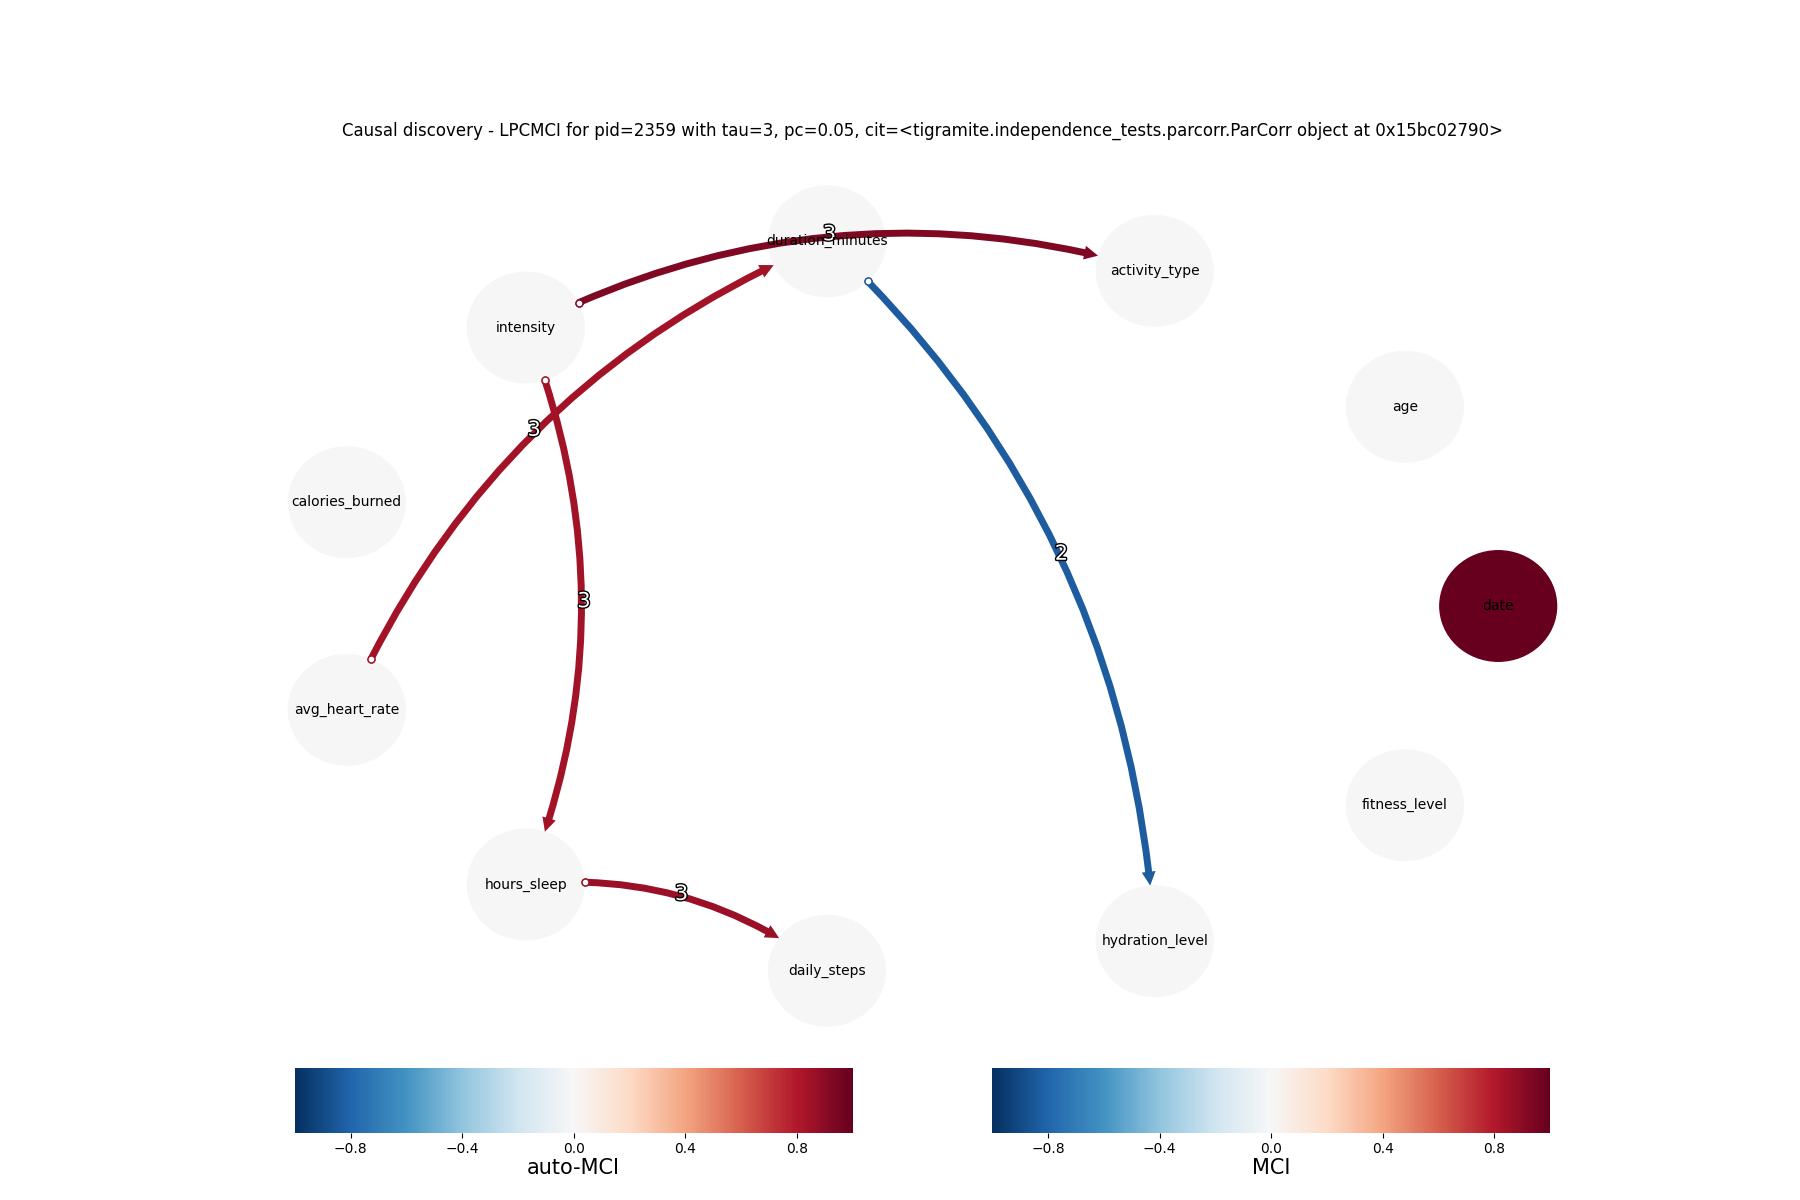 Causal discovery - LPCMCI for pid=2359 with tau=3, pc=0.05, cit=<tigramite.independence_tests.parcorr.ParCorr object at 0x15bc02790>
3
duration_minutes
activity_type
intensity
age
3
calories_burned
2
3
date
avg_heart_rate
fitness_level
hours_sleep
3
hydration_level
daily_steps
−0.8 −0.4 0.0 0.4 0.8
auto-MCI
−0.8 −0.4 0.0 0.4 0.8
MCI